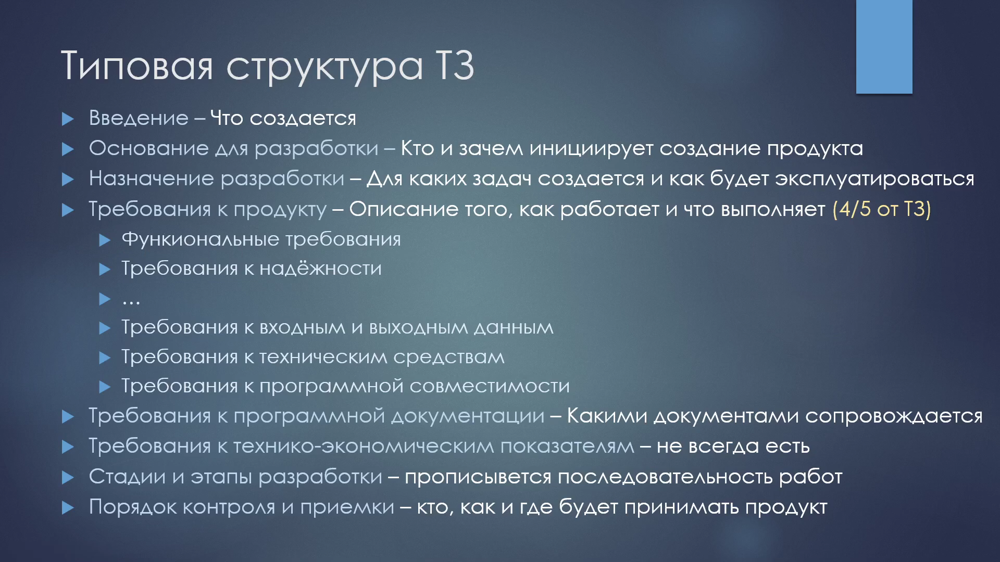 Типовая структура ТЗ
Введение – Что создается
Основание для разработки – Кто и зачем инициирует создание продукта
Назначение разработки – Для каких задач создается и как будет эксплуатироваться
Требования к продукту – Описание того, как работает и что выполняет (4/5 от ТЗ)
Функиональные требования
Требования к надёжности
...
Требования к входным и выходным данным
Требования к техническим средствам
Требования к программной совместимости
Требования к программной документации – Какими документами сопровождается
Требования к технико-экономическим показателям – не всегда есть
Стадии и этапы разработки – прописывется последовательность работ
Порядок контроля и приемки – кто, как и где будет принимать продукт